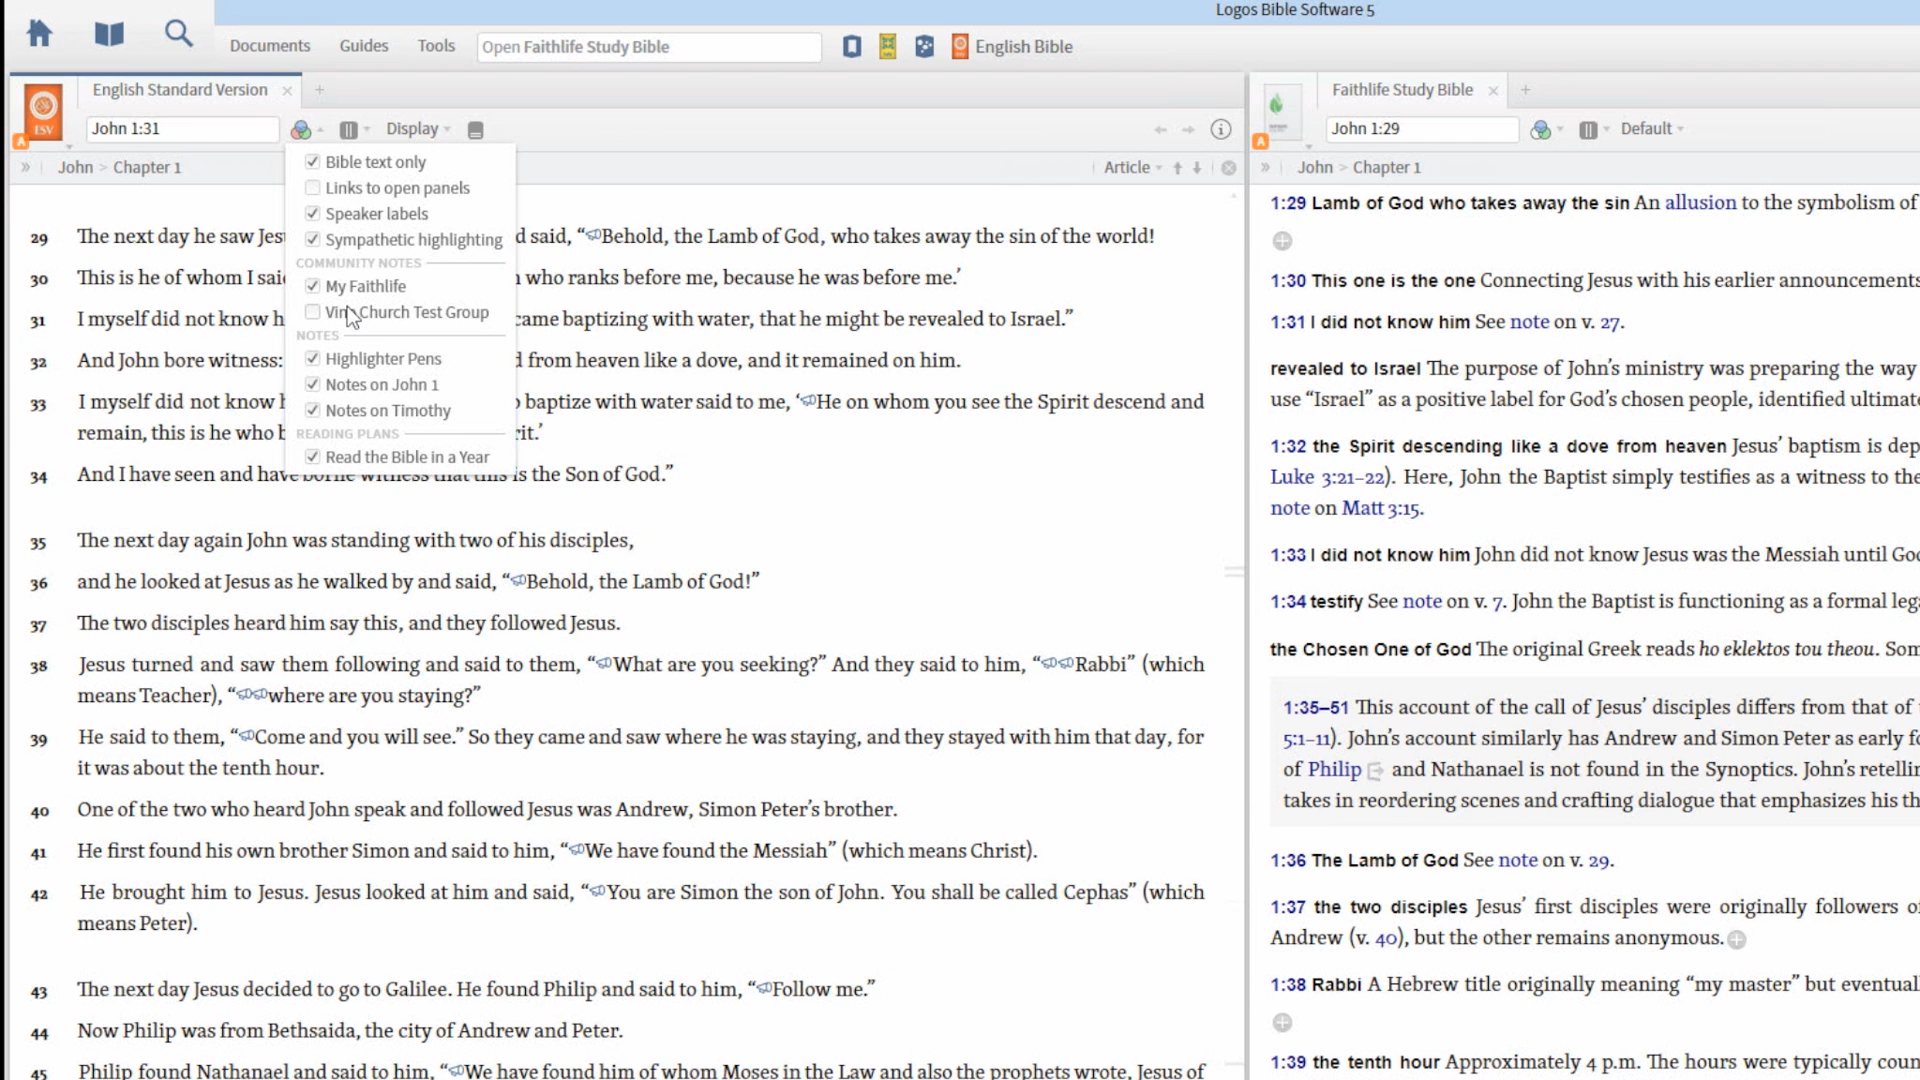 Logos Bible Software 5
Documents Guides Tools Open Faithlife Study Bible English Bible
English Standard Version
ESV
A
John 1:31
Display
John > Chapter 1
Article
Bible text only
Links to open panels
Speaker labels
Sympathetic highlighting
COMMUNITY NOTES
My Faithlife
Church Test Group
NOTES
Highlighter Pens
Notes on John 1
Notes on Timothy
READING PLANS
Read the Bible in a Year
29 The next day he saw d said, “Behold, the Lamb of God, who takes away the sin of the world!
30 This is he of whom I who ranks before me, because he was before me.’
31 I myself did not know came baptizing with water, that he might be revealed to Israel.”
32 And John bore witness: d from heaven like a dove, and it remained on him.
33 I myself did not know baptize with water said to me, ‘He on whom you see the Spirit descend and
remain, this is he who rit.’
34 And I have seen and have borne witness that this is the Son of God.”
35 The next day again John was standing with two of his disciples,
36 and he looked at Jesus as he walked by and said, “Behold, the Lamb of God!”
37 The two disciples heard him say this, and they followed Jesus.
38 Jesus turned and saw them following and said to them, “What are you seeking?” And they said to him, “Rabbi” (which
means Teacher), “where are you staying?”
39 He said to them, “Come and you will see.” So they came and saw where he was staying, and they stayed with him that day, for
it was about the tenth hour.
40 One of the two who heard John speak and followed Jesus was Andrew, Simon Peter’s brother.
41 He first found his own brother Simon and said to him, “We have found the Messiah” (which means Christ).
42 He brought him to Jesus. Jesus looked at him and said, “You are Simon the son of John. You shall be called Cephas” (which
means Peter).
43 The next day Jesus decided to go to Galilee. He found Philip and said to him, “Follow me.”
44 Now Philip was from Bethsaida, the city of Andrew and Peter.
45 Philip found Nathanael and said to him, “We have found him of whom Moses in the Law and also the prophets wrote, Jesus of
Faithlife Study Bible
A
John 1:29
Default
John > Chapter 1
1:29 Lamb of God who takes away the sin An allusion to the symbolism of
1:30 This one is the one Connecting Jesus with his earlier announcements
1:31 I did not know him See note on v. 27.
revealed to Israel The purpose of John’s ministry was preparing the way
use “Israel” as a positive label for God’s chosen people, identified ultimate
1:32 the Spirit descending like a dove from heaven Jesus’ baptism is dep
Luke 3:21–22). Here, John the Baptist simply testifies as a witness to the
note on Matt 3:15.
1:33 I did not know him John did not know Jesus was the Messiah until God
1:34 testify See note on v. 7. John the Baptist is functioning as a formal leg
the Chosen One of God The original Greek reads ho eklektos tou theou. Som
1:35–51 This account of the call of Jesus’ disciples differs from that of
5:1–11). John’s account similarly has Andrew and Simon Peter as early fo
of Philip and Nathanael is not found in the Synoptics. John’s retellin
takes in reordering scenes and crafting dialogue that emphasizes his th
1:36 The Lamb of God See note on v. 29.
1:37 the two disciples Jesus’ first disciples were originally followers o
Andrew (v. 40), but the other remains anonymous.
1:38 Rabbi A Hebrew title originally meaning “my master” but eventuall
1:39 the tenth hour Approximately 4 p.m. The hours were typically coun